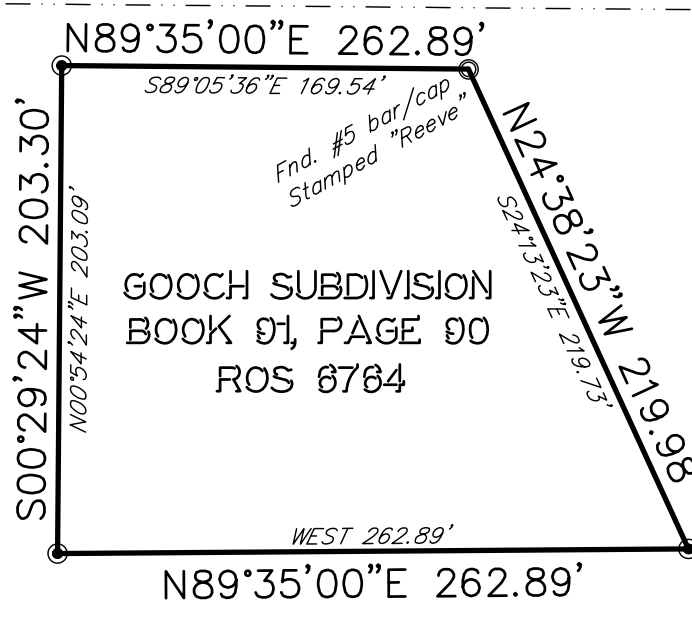 N89°35'00"E 262.89'
S89°05'36"E 169.54'
Fnd. #5 bar/cap
Stamped "Reeve"
S00°29'24"W 203.30'
N00°54'24"E 203.09'
N24°38'23"W 219.98
S24°13'23"E 219.73'
GOOCH SUBDIVISION
BOOK 91, PAGE 90
ROS 6764
WEST 262.89'
N89°35'00"E 262.89'